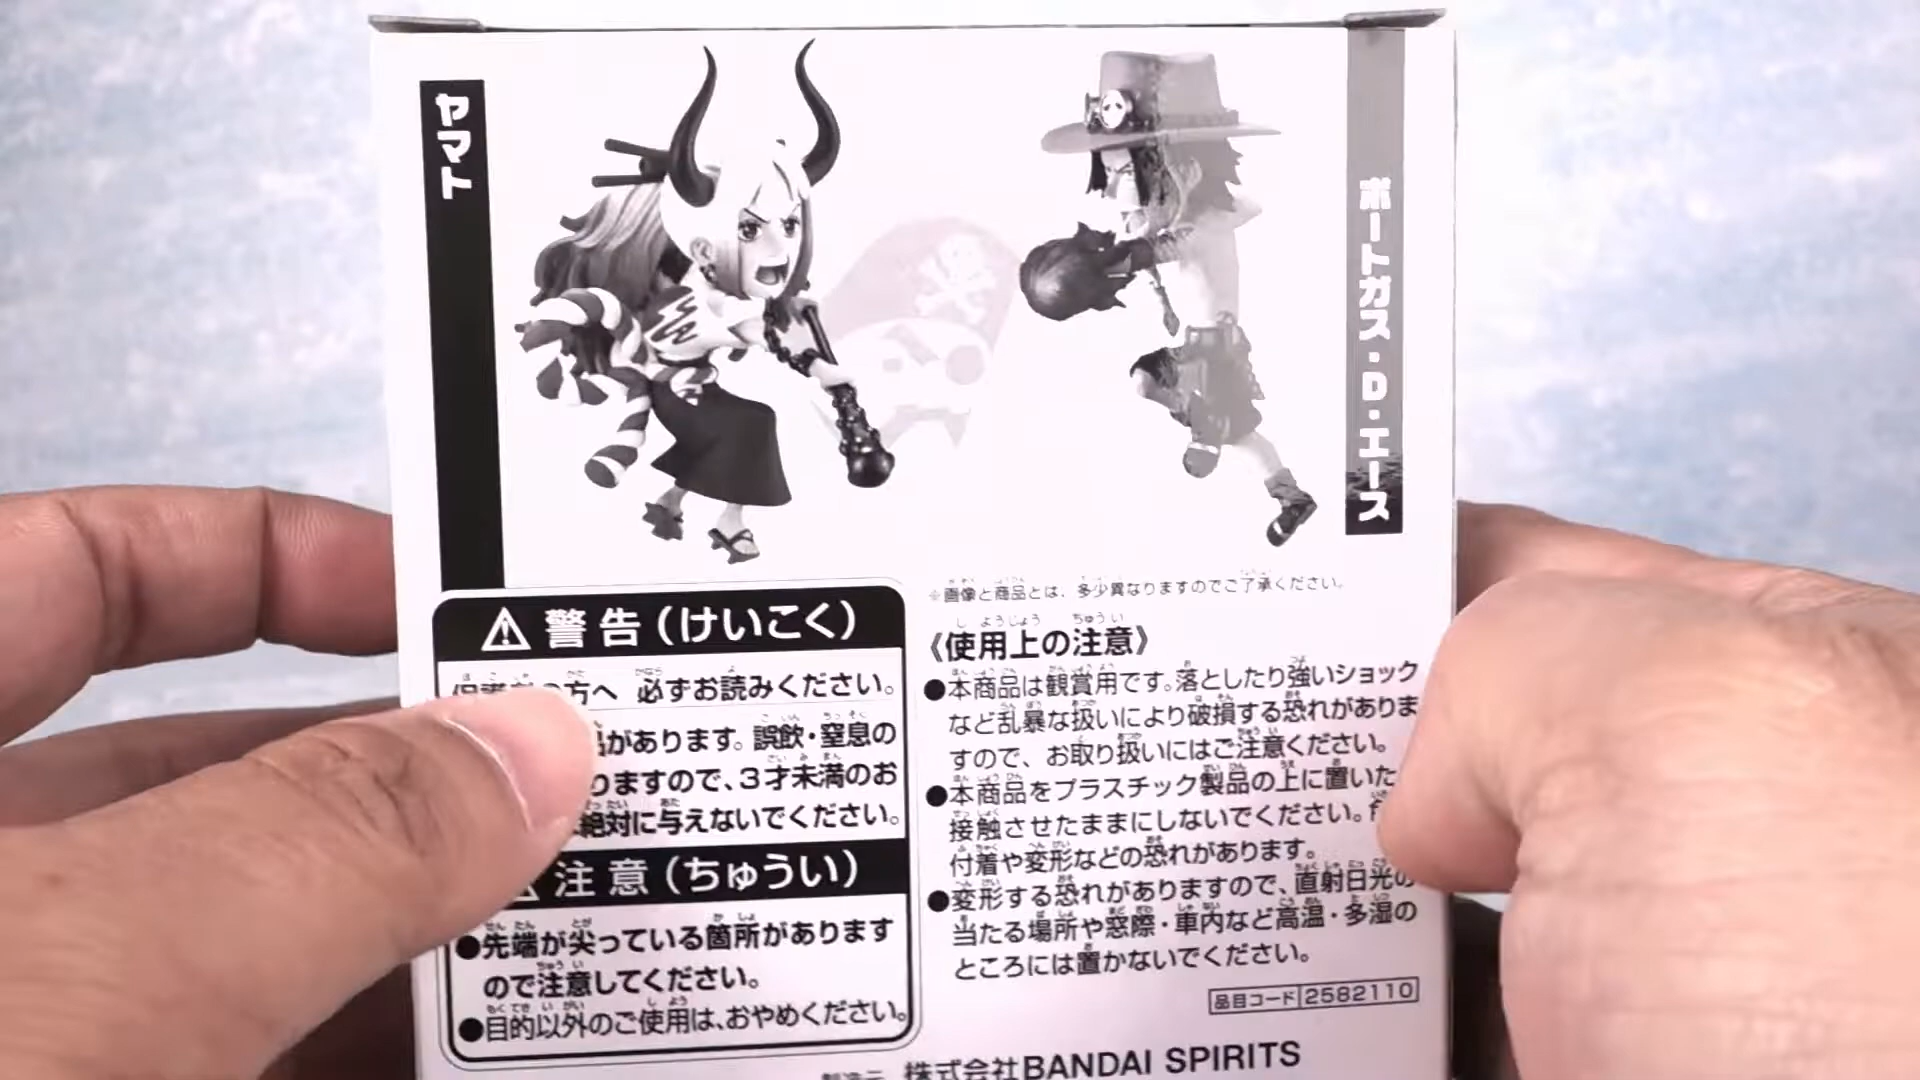 ヤマト
ポートガス・D・エース
※画像と商品とは、多少異なりますのでご了承ください。
警告(けいこく)
方へ 必ずお読みください。
があります。誤飲・窒息の
りますので、3才未満のお
絶対に与えないでください。
注意(ちゅうい)
●先端が尖っている箇所があります
ので注意してください。
●目的以外のご使用は、おやめください。
《使用上の注意》
●本商品は観賞用です。落としたり強いショック
など乱暴な扱いにより破損する恐れがありま
すので、お取り扱いにはご注意ください。
●本商品をプラスチック製品の上に置いた
接触させたままにしないでください。
付着や変形などの恐れがあります。
●変形する恐れがありますので、直射日光の
当たる場所や窓際・車内など高温・多湿の
ところには置かないでください。
品目コード 2582110
株式会社BANDAI SPIRITS